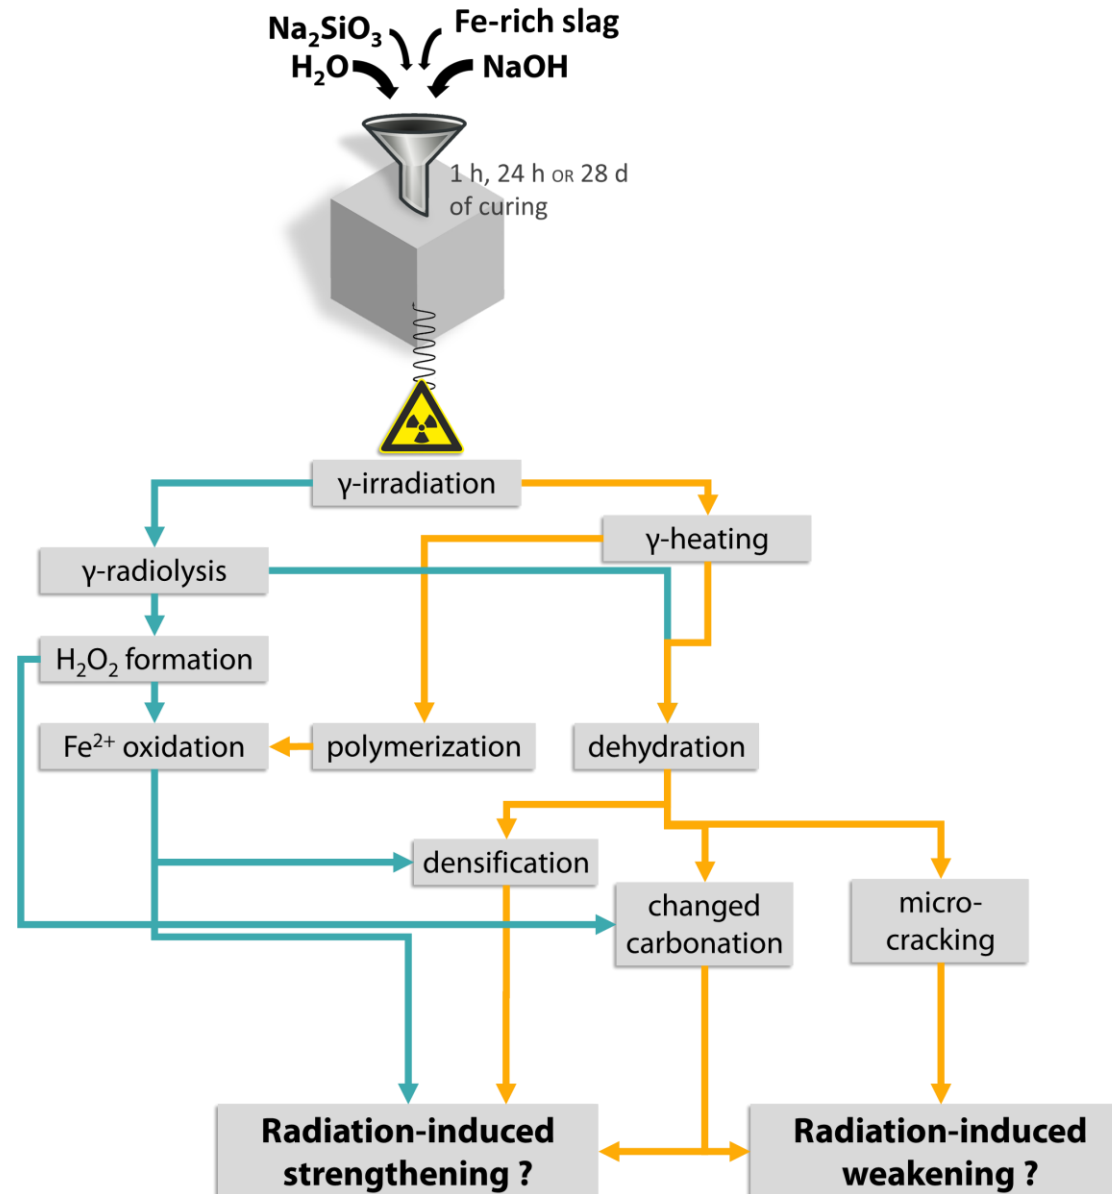 Na₂SiO₃
Fe-rich slag
H₂O
NaOH
1 h, 24 h OR 28 d
of curing
γ-irradiation
γ-heating
γ-radiolysis
H₂O₂ formation
Fe²⁺ oxidation
polymerization
dehydration
densification
changed
carbonation
micro-
cracking
Radiation-induced
strengthening ?
Radiation-induced
weakening ?